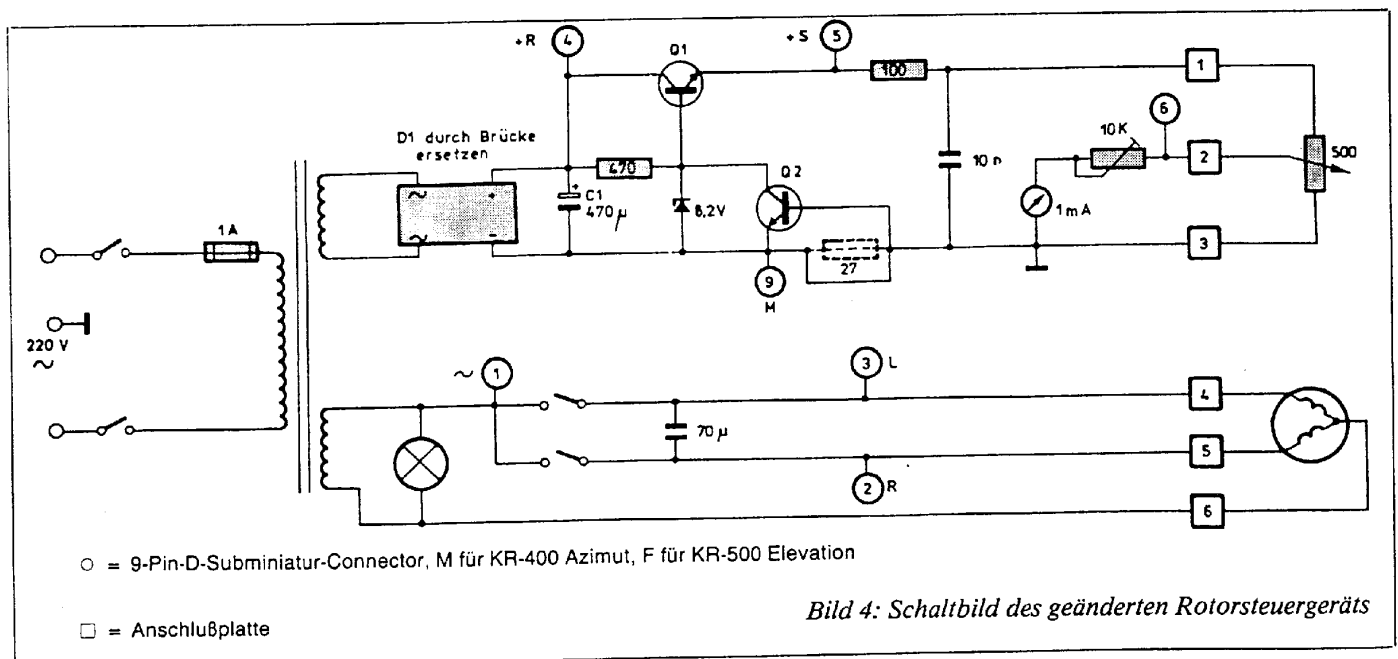 +R 4 Q1 +S 5
D1 durch Brücke
ersetzen
100 1
10K 6
500
~ +
~ -
470
+
C1
470 µ
6,2V
Q2
10 n
1 mA
2
1 A
27
3
9
M
220 V
~
~ 1
3 L
4
70 µ
5
2 R
6
○ = 9-Pin-D-Subminiatur-Connector, M für KR-400 Azimut, F für KR-500 Elevation
Bild 4: Schaltbild des geänderten Rotorsteuergeräts
□ = Anschlußplatte